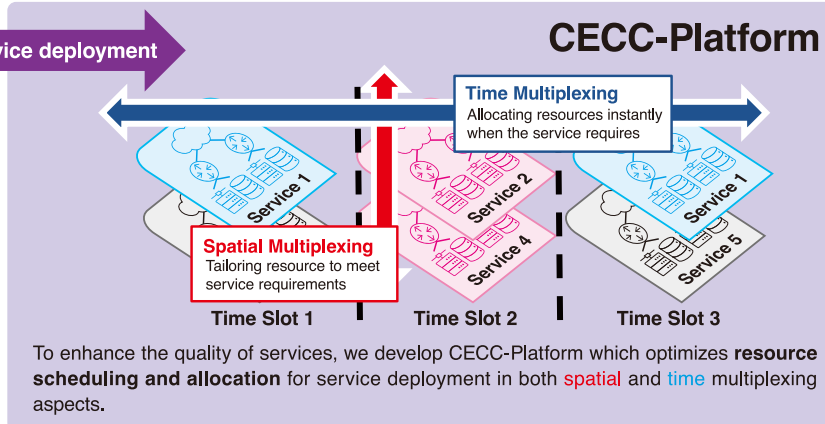 vice deployment
CECC-Platform
Time Multiplexing
Allocating resources instantly
when the service requires
Service 1
Service 2
Service 1
Spatial Multiplexing
Tailoring resource to meet
service requirements
Service 4
Service 5
Time Slot 1
Time Slot 2
Time Slot 3
To enhance the quality of services, we develop CECC-Platform which optimizes resource
scheduling and allocation for service deployment in both spatial and time multiplexing
aspects.